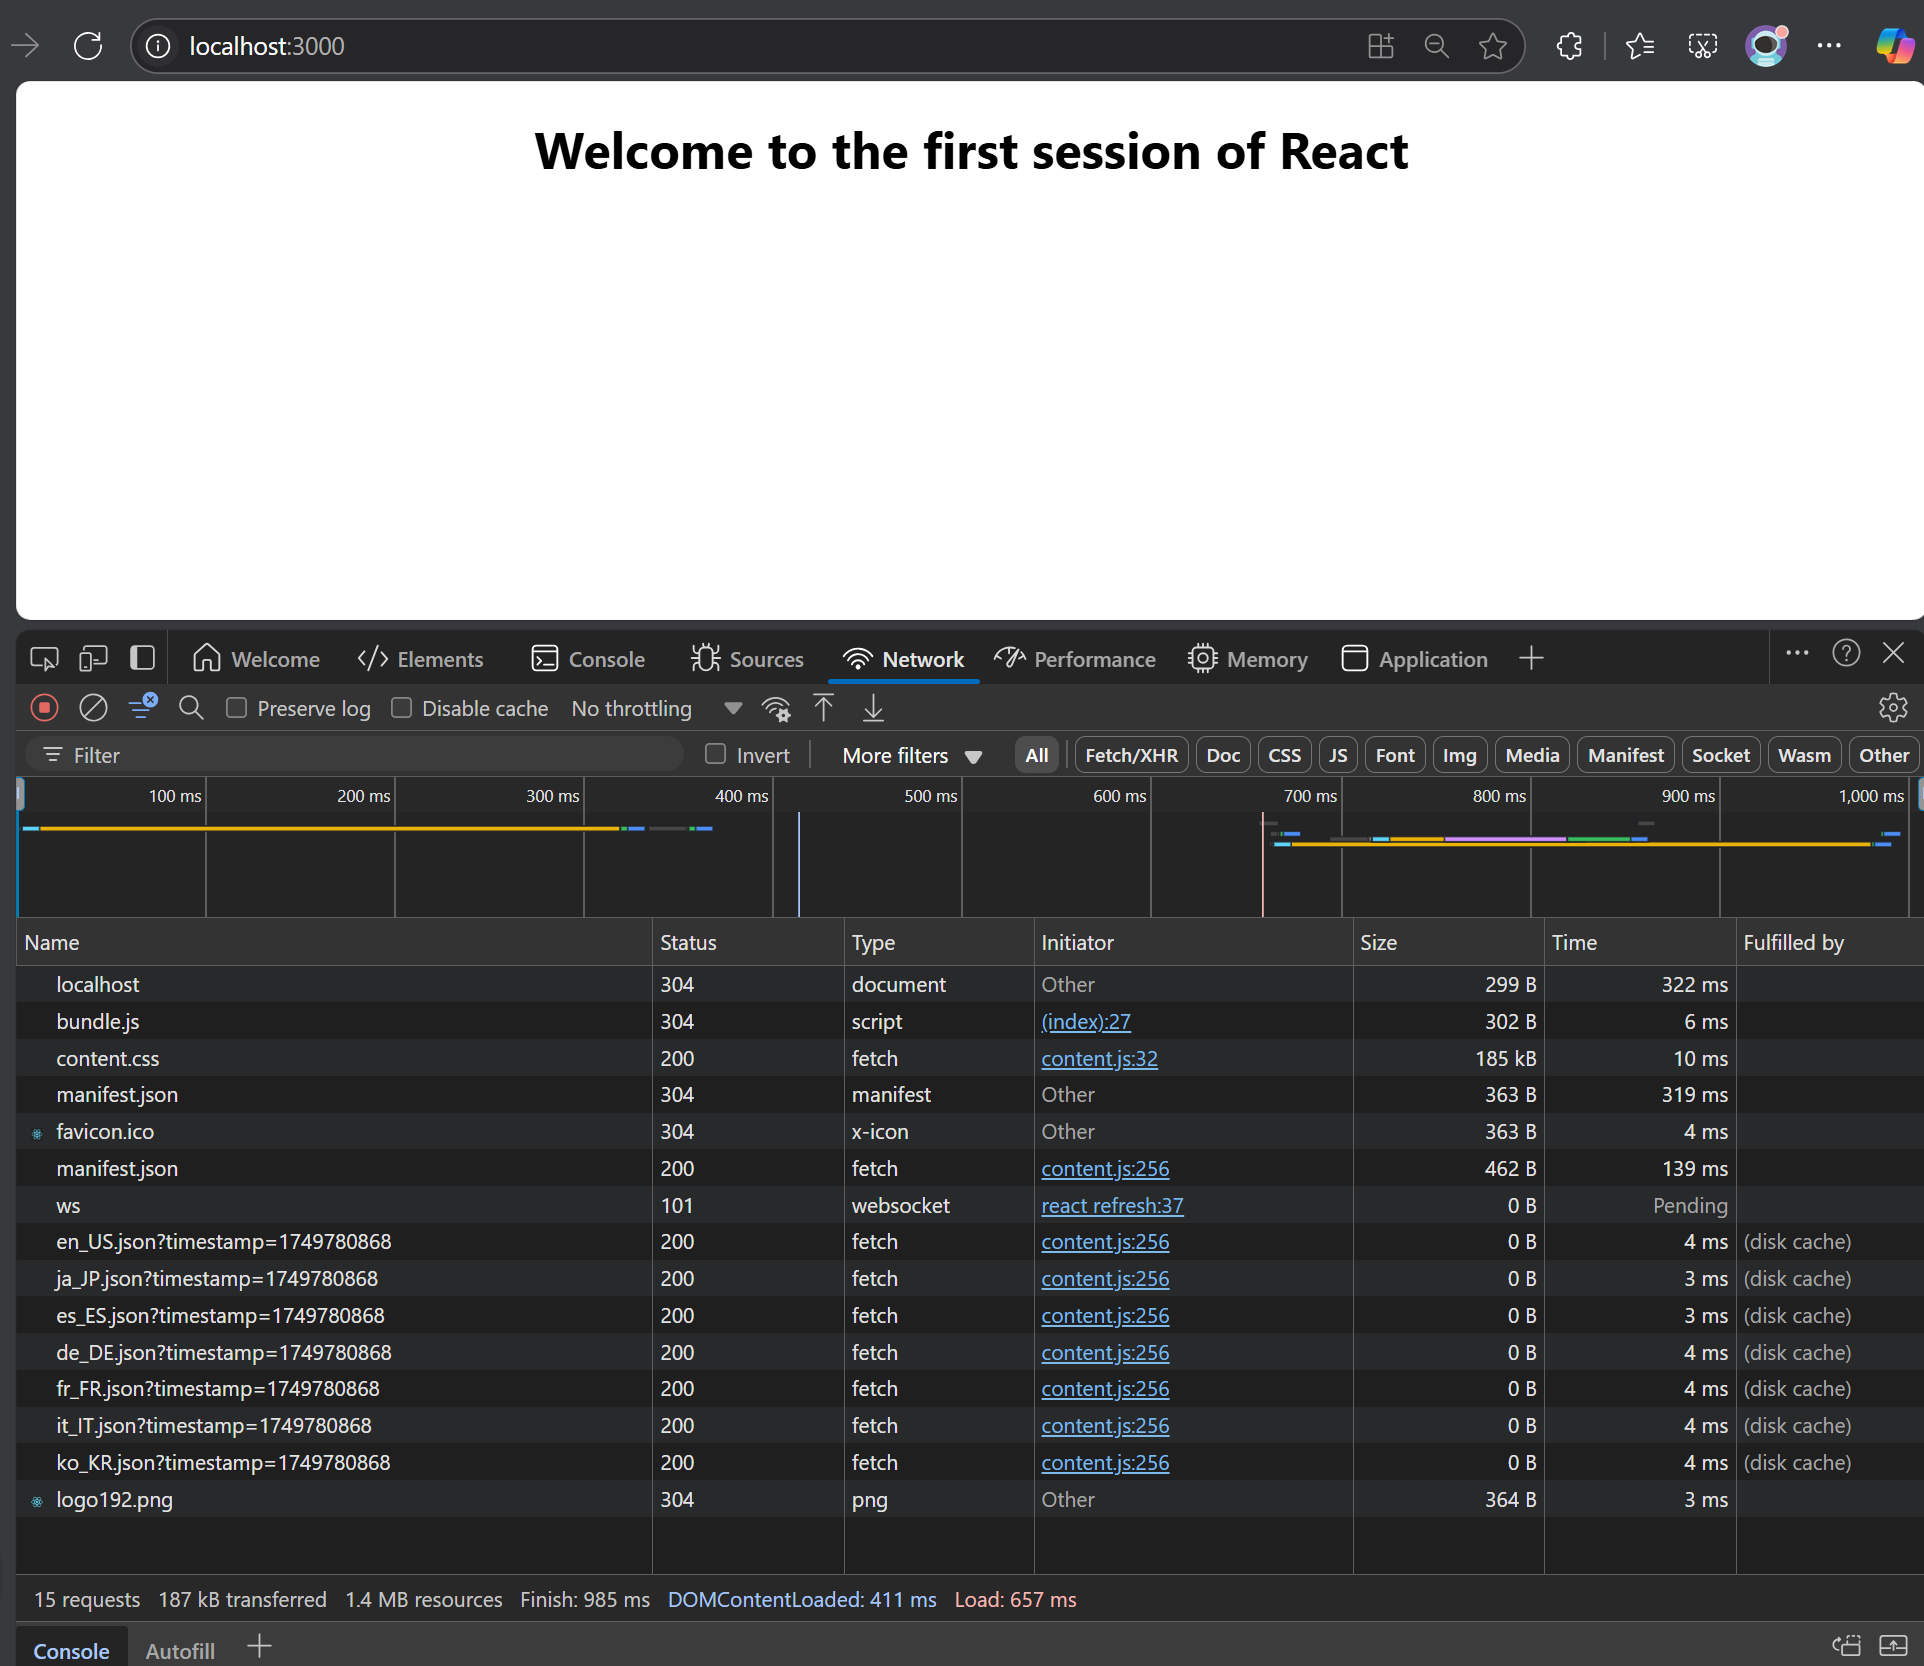 localhost:3000
Welcome to the first session of React
Welcome Elements Console Sources Network Performance Memory Application
Preserve log Disable cache No throttling
Filter Invert More filters All Fetch/XHR Doc CSS JS Font Img Media Manifest Socket Wasm Other
100 ms 200 ms 300 ms 400 ms 500 ms 600 ms 700 ms 800 ms 900 ms 1,000 ms
Name Status Type Initiator Size Time Fulfilled by
localhost 304 document Other 299 B 322 ms
bundle.js 304 script (index):27 302 B 6 ms
content.css 200 fetch content.js:32 185 kB 10 ms
manifest.json 304 manifest Other 363 B 319 ms
favicon.ico 304 x-icon Other 363 B 4 ms
manifest.json 200 fetch content.js:256 462 B 139 ms
ws 101 websocket react refresh:37 0 B Pending
en_US.json?timestamp=1749780868 200 fetch content.js:256 0 B 4 ms (disk cache)
ja_JP.json?timestamp=1749780868 200 fetch content.js:256 0 B 3 ms (disk cache)
es_ES.json?timestamp=1749780868 200 fetch content.js:256 0 B 3 ms (disk cache)
de_DE.json?timestamp=1749780868 200 fetch content.js:256 0 B 4 ms (disk cache)
fr_FR.json?timestamp=1749780868 200 fetch content.js:256 0 B 4 ms (disk cache)
it_IT.json?timestamp=1749780868 200 fetch content.js:256 0 B 4 ms (disk cache)
ko_KR.json?timestamp=1749780868 200 fetch content.js:256 0 B 4 ms (disk cache)
logo192.png 304 png Other 364 B 3 ms
15 requests 187 kB transferred 1.4 MB resources Finish: 985 ms DOMContentLoaded: 411 ms Load: 657 ms
Console Autofill